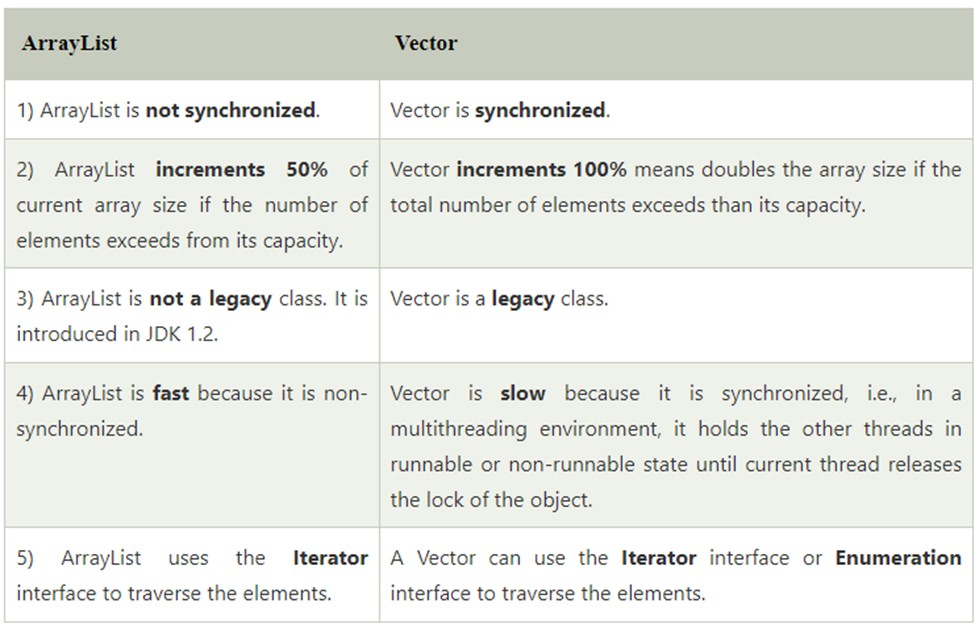 ArrayList
Vector
1) ArrayList is not synchronized.
Vector is synchronized.
2) ArrayList increments 50% of
current array size if the number of
elements exceeds from its capacity.
Vector increments 100% means doubles the array size if the
total number of elements exceeds than its capacity.
3) ArrayList is not a legacy class. It is
introduced in JDK 1.2.
Vector is a legacy class.
4) ArrayList is fast because it is non-
synchronized.
Vector is slow because it is synchronized, i.e., in a
multithreading environment, it holds the other threads in
runnable or non-runnable state until current thread releases
the lock of the object.
5) ArrayList uses the Iterator
interface to traverse the elements.
A Vector can use the Iterator interface or Enumeration
interface to traverse the elements.